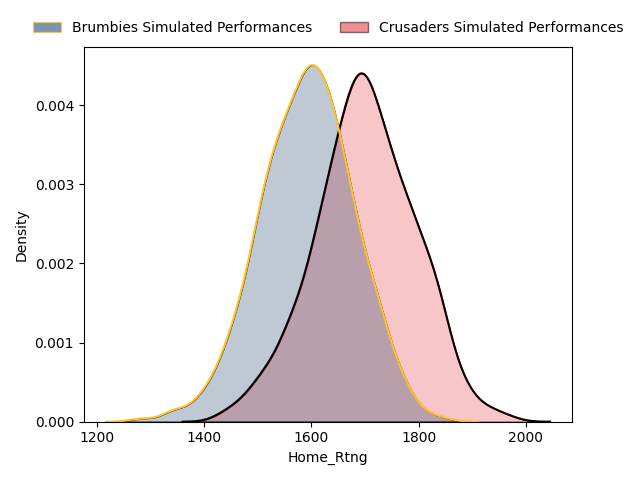 Brumbies Simulated Performances Crusaders Simulated Performances
0.004
0.003
0.002
0.001
0.000
Density
1200 1400 1600 1800 2000
Home_Rtng